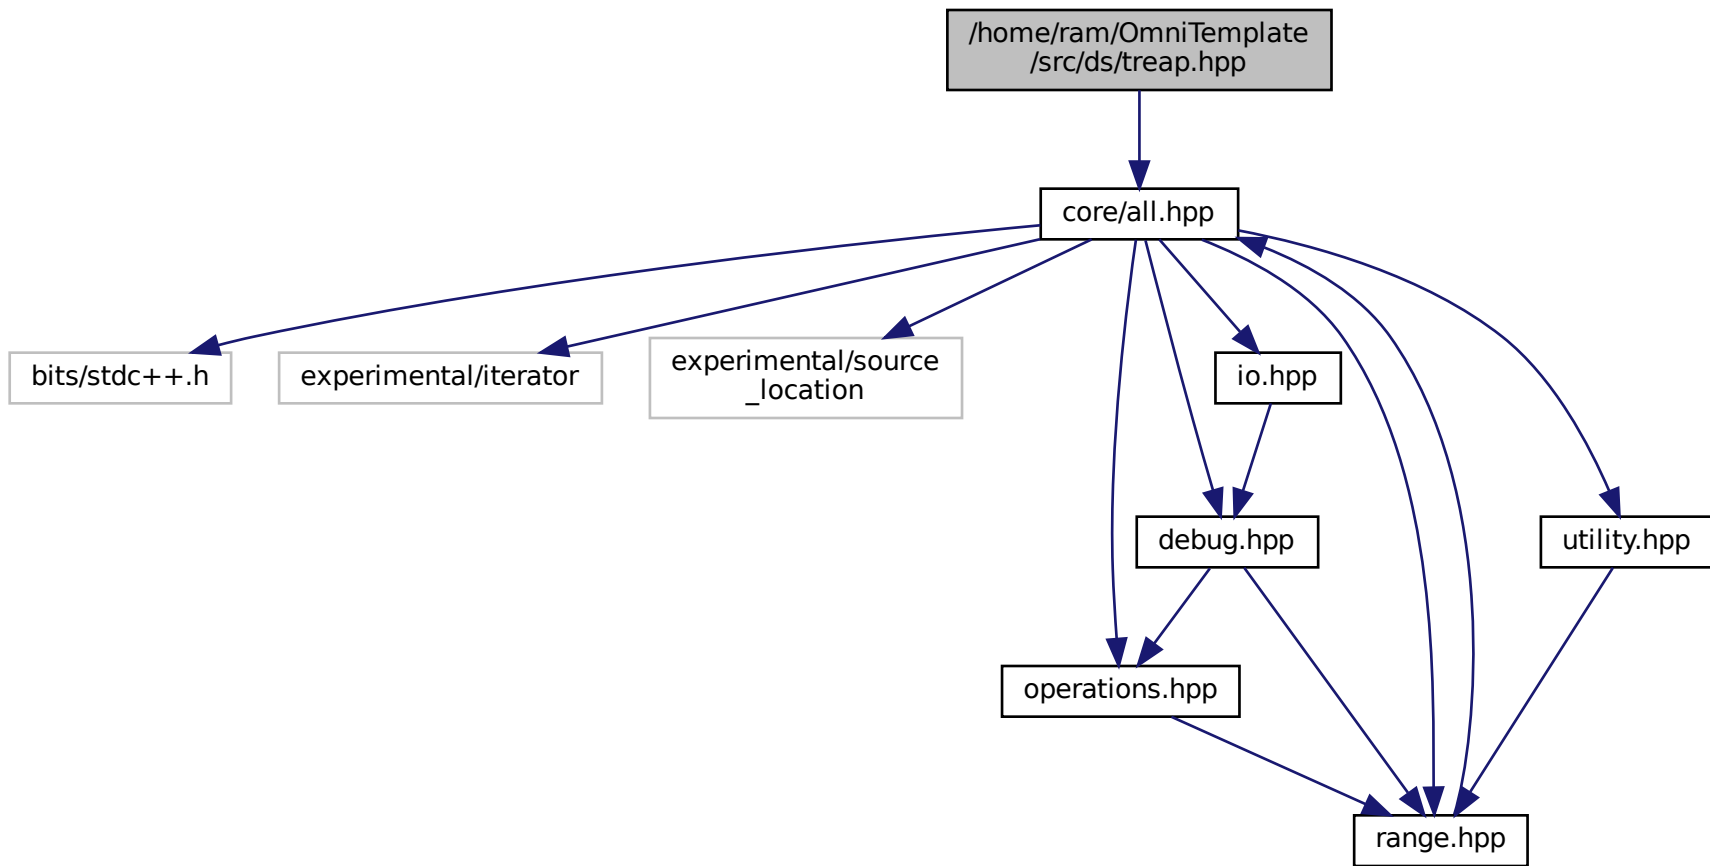 /home/ram/OmniTemplate
/src/ds/treap.hpp
core/all.hpp
bits/stdc++.h
experimental/iterator
experimental/source
_location
io.hpp
debug.hpp
utility.hpp
operations.hpp
range.hpp